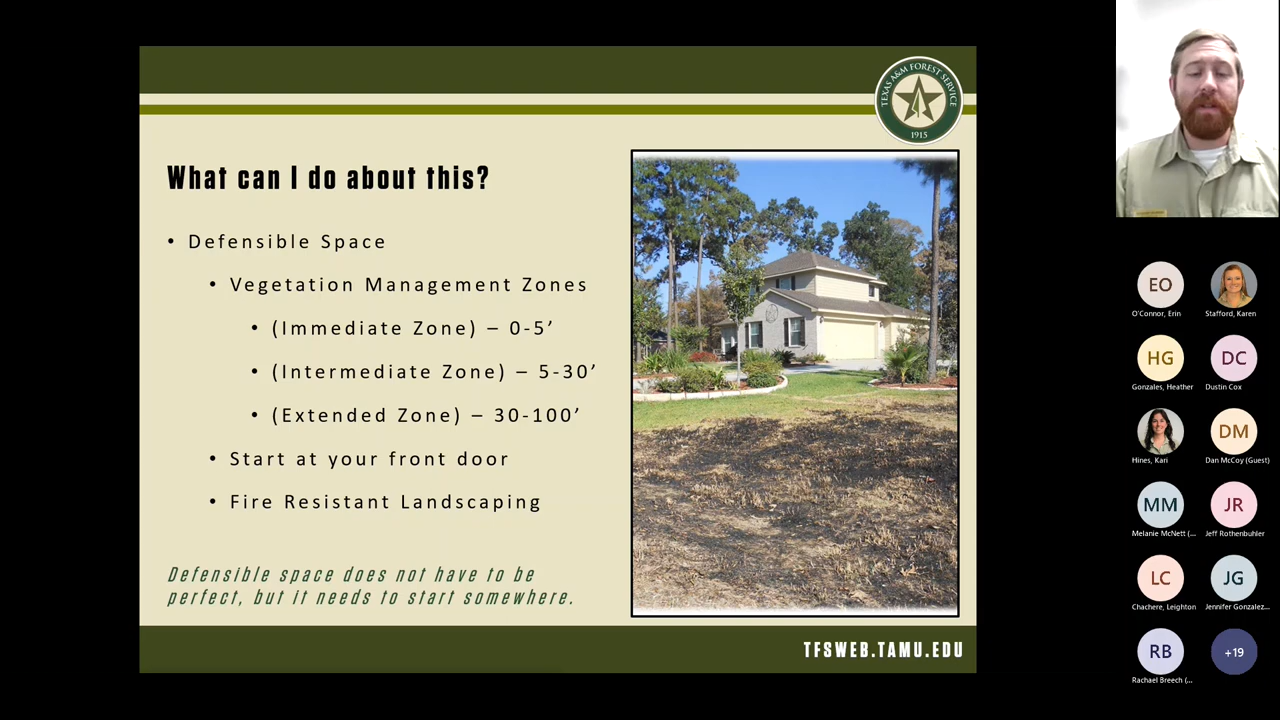 TEXAS A&M FOREST SERVICE
1915
What can I do about this?
• Defensible Space
• Vegetation Management Zones
• (Immediate Zone) – 0-5’
• (Intermediate Zone) – 5-30’
• (Extended Zone) – 30-100’
• Start at your front door
• Fire Resistant Landscaping
Defensible space does not have to be
perfect, but it needs to start somewhere.
TFSWEB.TAMU.EDU
EO
O'Connor, Erin
Stafford, Karen
HG
Gonzales, Heather
DC
Dustin Cox
Hines, Kari
DM
Dan McCoy (Guest)
MM
Melanie McNett (...
JR
Jeff Rothenbuhler
LC
Chachere, Leighton
JG
Jennifer Gonzalez...
RB
Rachael Breech (...
+19